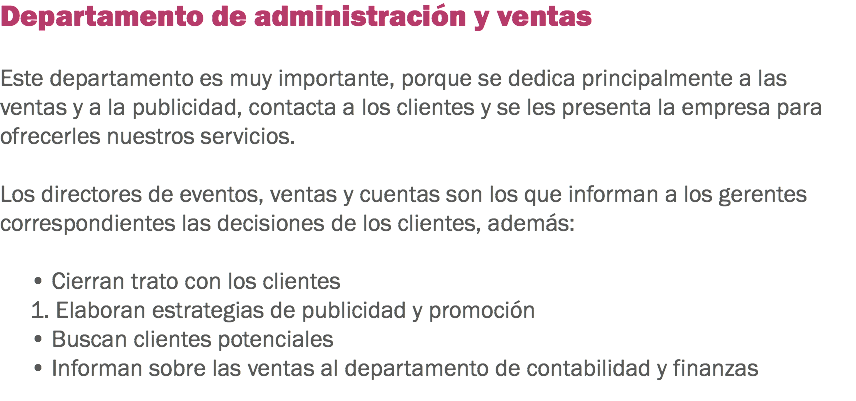 Departamento de administración y ventas
Este departamento es muy importante, porque se dedica principalmente a las
ventas y a la publicidad, contacta a los clientes y se les presenta la empresa para
ofrecerles nuestros servicios.
Los directores de eventos, ventas y cuentas son los que informan a los gerentes
correspondientes las decisiones de los clientes, además:
• Cierran trato con los clientes
1. Elaboran estrategias de publicidad y promoción
• Buscan clientes potenciales
• Informan sobre las ventas al departamento de contabilidad y finanzas